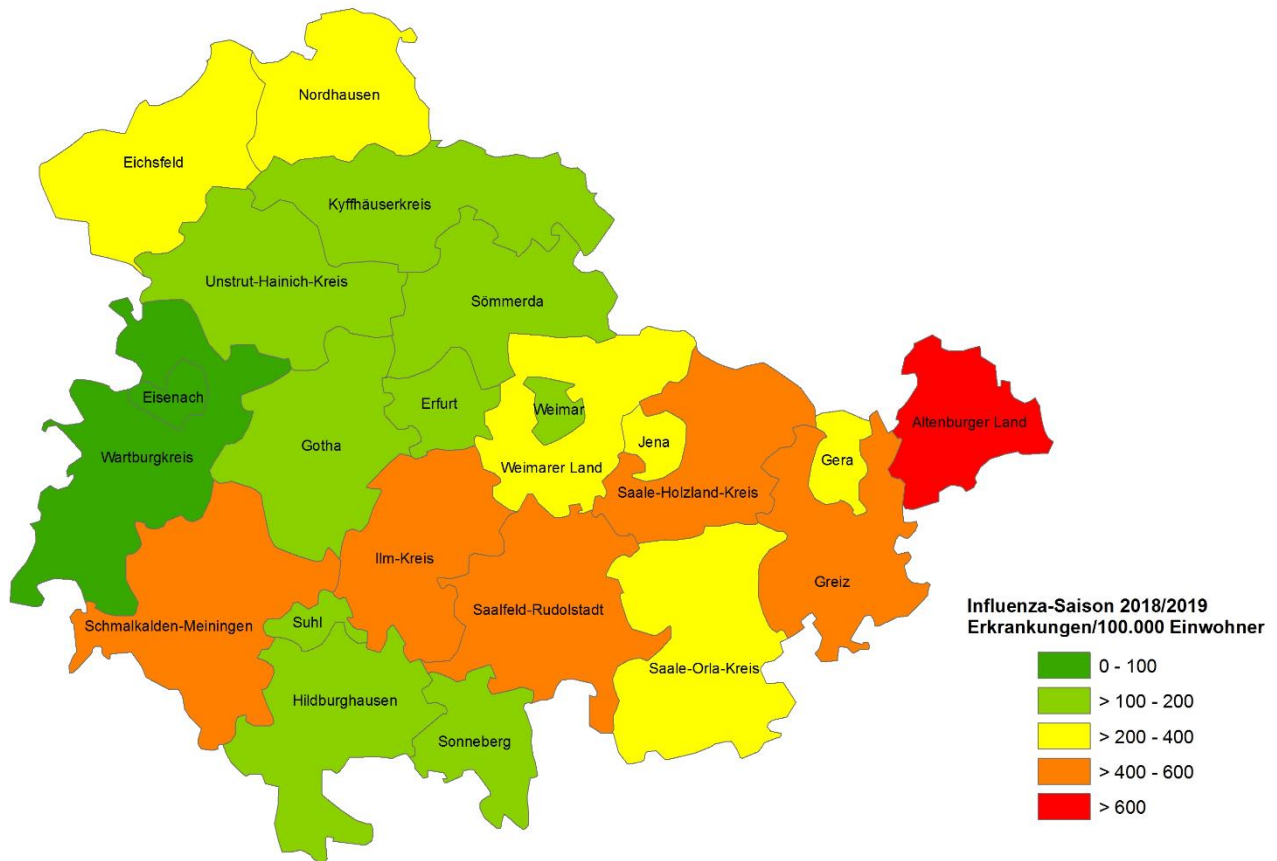 Nordhausen
Eichsfeld
Kyffhäuserkreis
Unstrut-Hainich-Kreis
Sömmerda
Eisenach
Erfurt
Weimar
Altenburger Land
Gotha
Jena
Wartburgkreis
Weimarer Land
Gera
Saale-Holzland-Kreis
Ilm-Kreis
Greiz
Saalfeld-Rudolstadt
Suhl
Schmalkalden-Meiningen
Saale-Orla-Kreis
Hildburghausen
Sonneberg
Influenza-Saison 2018/2019
Erkrankungen/100.000 Einwohner
0 - 100
> 100 - 200
> 200 - 400
> 400 - 600
> 600